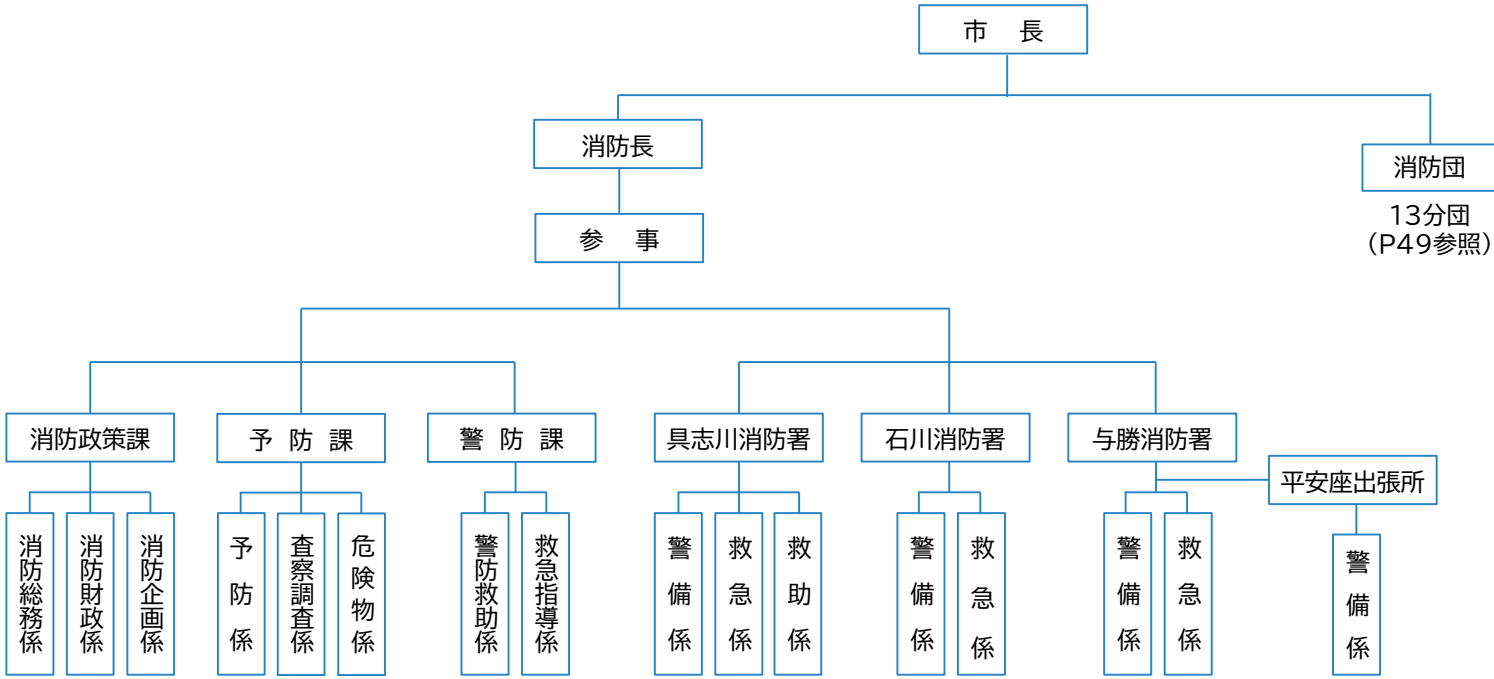 市　長
消防長
消防団
13分団
(P49参照)
参　事
消防政策課
予 防 課
警 防 課
具志川消防署
石川消防署
与勝消防署
平安座出張所
消防総務係
消防財政係
消防企画係
予防係
査察調査係
危険物係
警防救助係
救急指導係
警備係
救急係
救助係
警備係
救急係
警備係
救急係
警備係